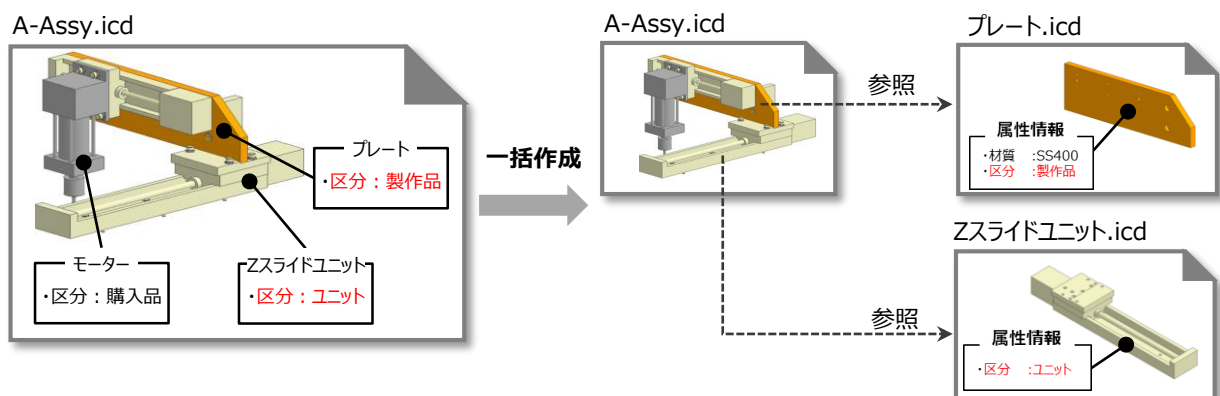 A-Assy.icd
プレート
・区分：製作品
モーター
・区分：購入品
Zスライドユニット
・区分：ユニット
一括作成
A-Assy.icd
参照
参照
プレート.icd
属性情報
・材質　:SS400
・区分　:製作品
Zスライドユニット.icd
属性情報
・区分　:ユニット